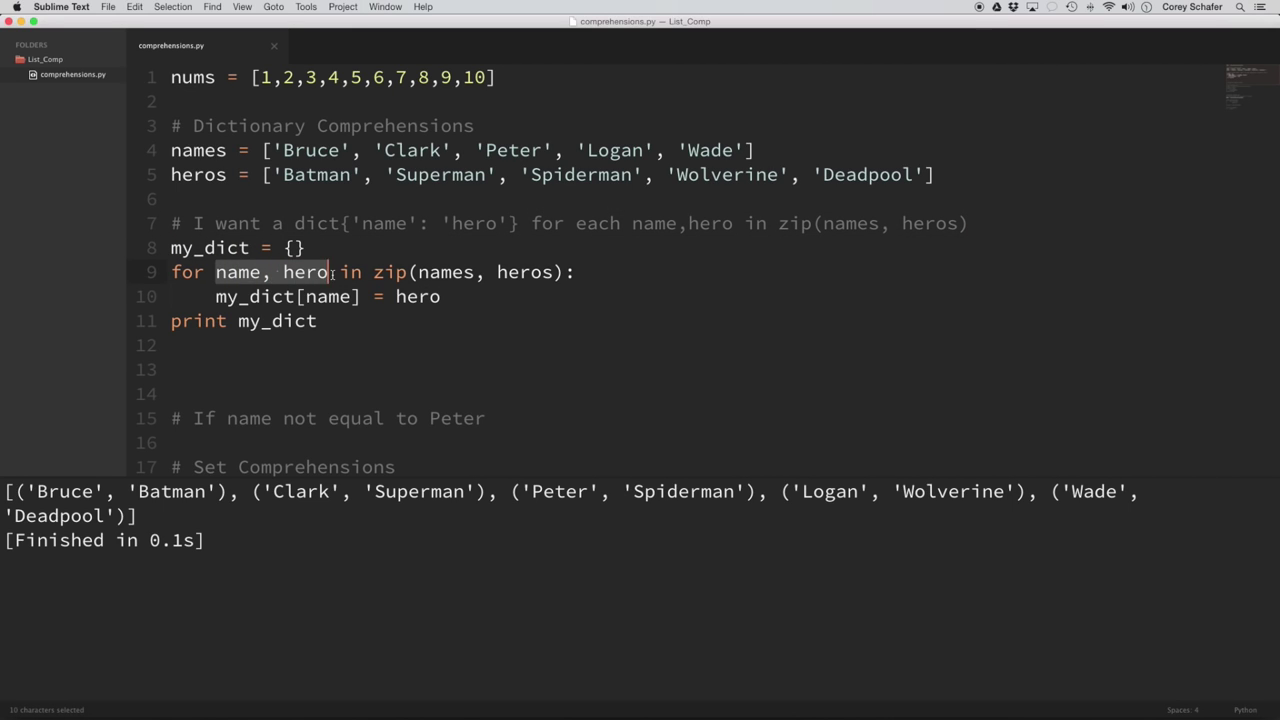 Sublime Text File Edit Selection Find View Goto Tools Project Window Help Corey Schafer
comprehensions.py — List_Comp
FOLDERS
List_Comp
comprehensions.py
comprehensions.py
1 nums = [1,2,3,4,5,6,7,8,9,10]
2
3 # Dictionary Comprehensions
4 names = ['Bruce', 'Clark', 'Peter', 'Logan', 'Wade']
5 heros = ['Batman', 'Superman', 'Spiderman', 'Wolverine', 'Deadpool']
6
7 # I want a dict{'name': 'hero'} for each name,hero in zip(names, heros)
8 my_dict = {}
9 for name, hero in zip(names, heros):
10 my_dict[name] = hero
11 print my_dict
12
13
14
15 # If name not equal to Peter
16
17 # Set Comprehensions
[('Bruce', 'Batman'), ('Clark', 'Superman'), ('Peter', 'Spiderman'), ('Logan', 'Wolverine'), ('Wade',
'Deadpool')]
[Finished in 0.1s]
10 characters selected Spaces: 4 Python